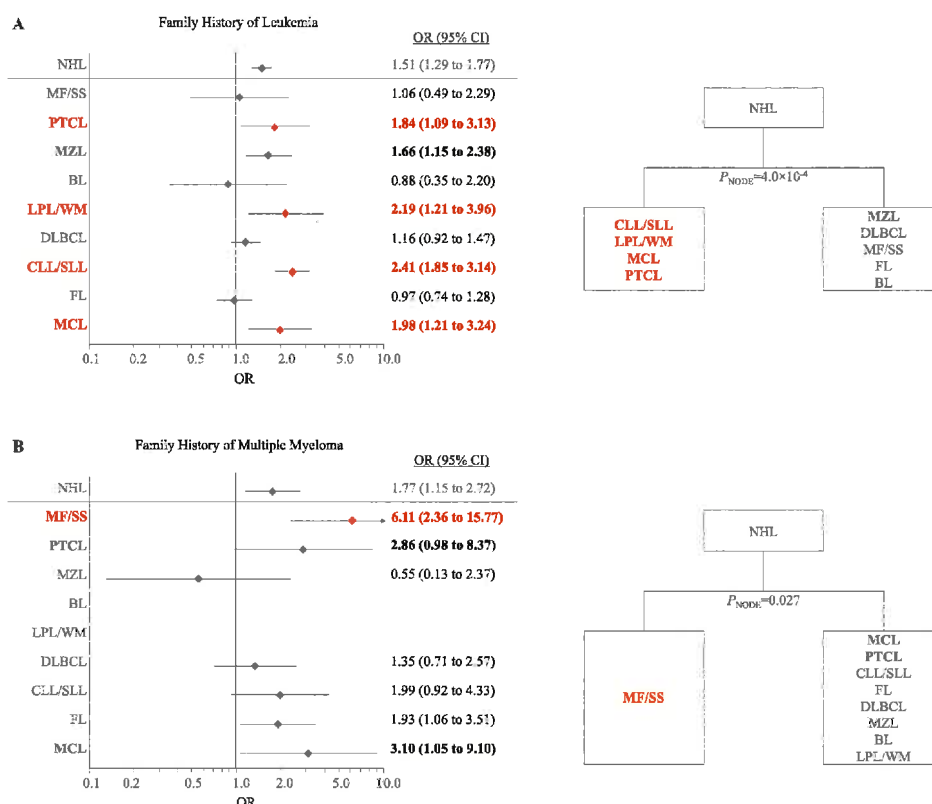 A
Family History of Leukemia
OR (95% CI)
NHL 1.51 (1.29 to 1.77)
MF/SS 1.06 (0.49 to 2.29)
PTCL 1.84 (1.09 to 3.13)
MZL 1.66 (1.15 to 2.38)
BL 0.88 (0.35 to 2.20)
LPL/WM 2.19 (1.21 to 3.96)
DLBCL 1.16 (0.92 to 1.47)
CLL/SLL 2.41 (1.85 to 3.14)
FL 0.97 (0.74 to 1.28)
MCL 1.98 (1.21 to 3.24)
0.1 0.2 0.5 1.0 2.0 5.0 10.0
OR
NHL
P_NODE=4.0×10⁻⁴
CLL/SLL
LPL/WM
MCL
PTCL
MZL
DLBCL
MF/SS
FL
BL
B
Family History of Multiple Myeloma
OR (95% CI)
NHL 1.77 (1.15 to 2.72)
MF/SS 6.11 (2.36 to 15.77)
PTCL 2.86 (0.98 to 8.37)
MZL 0.55 (0.13 to 2.37)
BL
LPL/WM
DLBCL 1.35 (0.71 to 2.57)
CLL/SLL 1.99 (0.92 to 4.33)
FL 1.93 (1.06 to 3.51)
MCL 3.10 (1.05 to 9.10)
0.1 0.2 0.5 1.0 2.0 5.0 10.0
OR
NHL
P_NODE=0.027
MF/SS
MCL
PTCL
CLL/SLL
FL
DLBCL
MZL
BL
LPL/WM